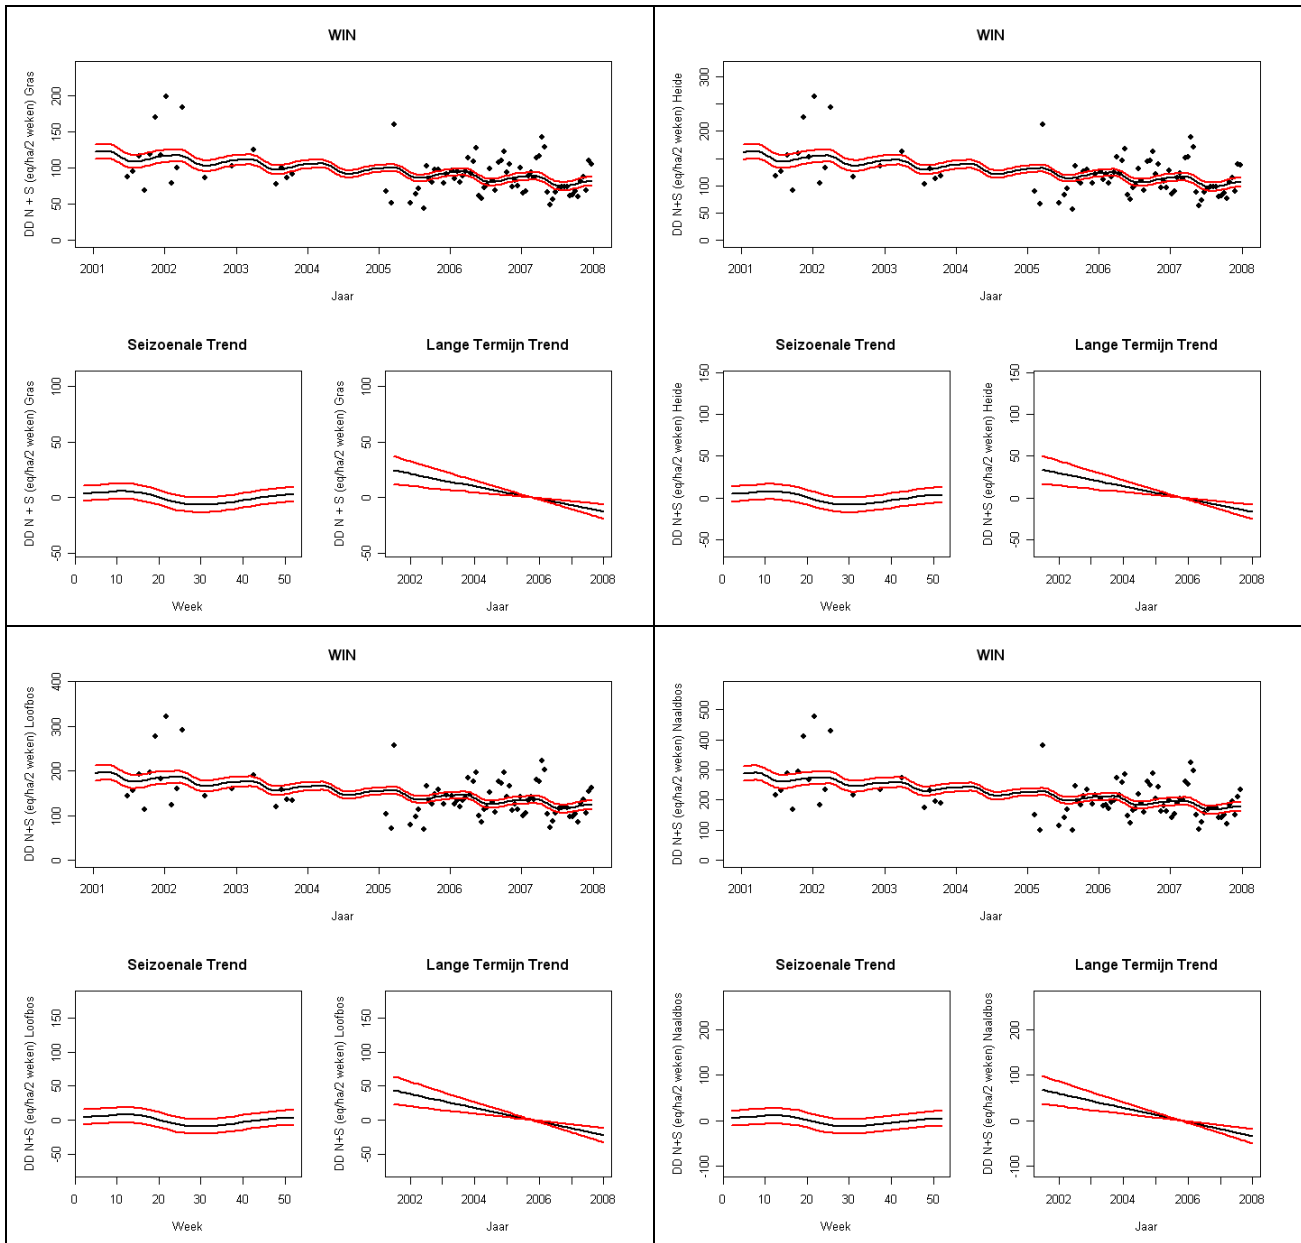 WIN
DD N + S (eq/ha/2 weken) Gras
0 50 100 150 200
2001 2002 2003 2004 2005 2006 2007 2008
Jaar
Seizoenale Trend
DD N + S (eq/ha/2 weken) Gras
-50 0 50 100
0 10 20 30 40 50
Week
Lange Termijn Trend
DD N + S (eq/ha/2 weken) Gras
-50 0 50 100
2002 2004 2006 2008
Jaar
WIN
DD N+S (eq/ha/2 weken) Heide
0 50 100 150 200 300
2001 2002 2003 2004 2005 2006 2007 2008
Jaar
Seizoenale Trend
DD N+S (eq/ha/2 weken) Heide
-50 0 50 100 150
0 10 20 30 40 50
Week
Lange Termijn Trend
DD N+S (eq/ha/2 weken) Heide
-50 0 50 100 150
2002 2004 2006 2008
Jaar
WIN
DD N+S (eq/ha/2 weken) Loofbos
0 100 200 300 400
2001 2002 2003 2004 2005 2006 2007 2008
Jaar
Seizoenale Trend
DD N+S (eq/ha/2 weken) Loofbos
-50 0 50 100 150
0 10 20 30 40 50
Week
Lange Termijn Trend
DD N+S (eq/ha/2 weken) Loofbos
-50 0 50 100 150
2002 2004 2006 2008
Jaar
WIN
DD N+S (eq/ha/2 weken) Naaldbos
0 100 200 300 400 500
2001 2002 2003 2004 2005 2006 2007 2008
Jaar
Seizoenale Trend
DD N+S (eq/ha/2 weken) Naaldbos
-100 0 100 200
0 10 20 30 40 50
Week
Lange Termijn Trend
DD N+S (eq/ha/2 weken) Naaldbos
-100 0 100 200
2002 2004 2006 2008
Jaar